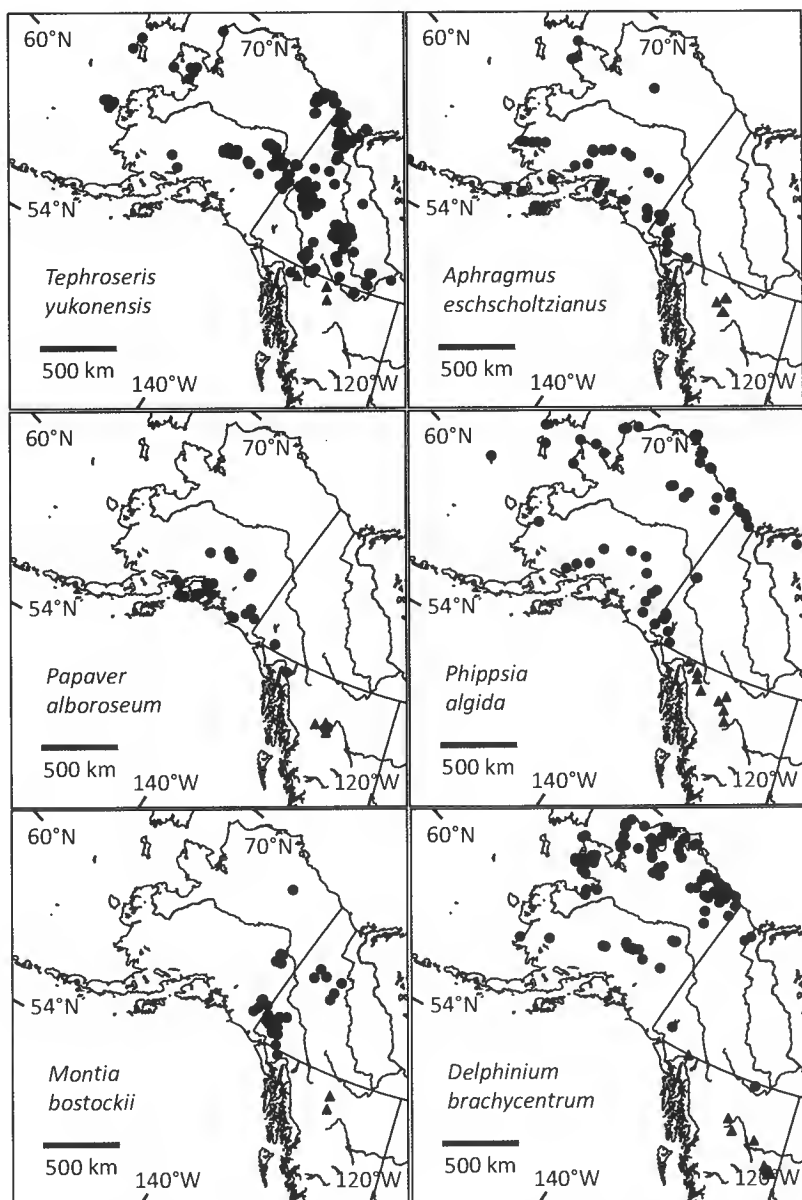 60°N
70°N
54°N
Tephroseris
yukonensis
500 km
140°W
120°W
60°N
70°N
54°N
Aphragmus
eschscholtzianus
500 km
140°W
120°W
60°N
70°N
54°N
Papaver
alboroseum
500 km
140°W
120°W
60°N
70°N
54°N
Phippsia
algida
500 km
140°W
120°W
60°N
70°N
54°N
Montia
bostockii
500 km
140°W
120°W
60°N
70°N
54°N
Delphinium
brachycentrum
500 km
140°W
120°W